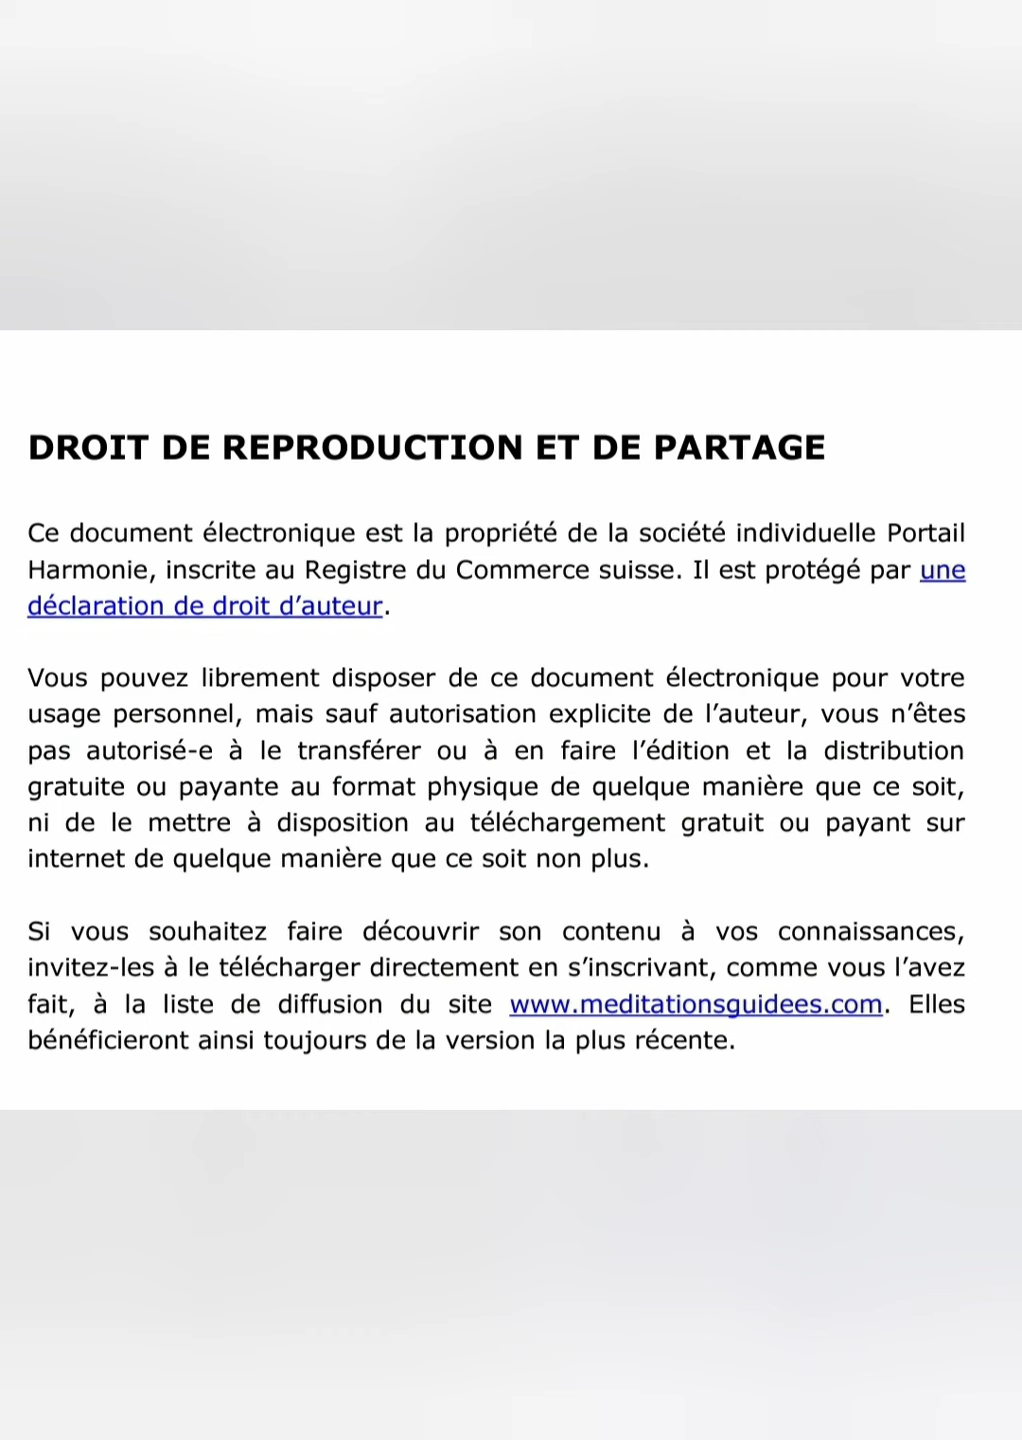 DROIT DE REPRODUCTION ET DE PARTAGE
Ce document électronique est la propriété de la société individuelle Portail
Harmonie, inscrite au Registre du Commerce suisse. Il est protégé par une
déclaration de droit d’auteur.
Vous pouvez librement disposer de ce document électronique pour votre
usage personnel, mais sauf autorisation explicite de l’auteur, vous n’êtes
pas autorisé-e à le transférer ou à en faire l’édition et la distribution
gratuite ou payante au format physique de quelque manière que ce soit,
ni de le mettre à disposition au téléchargement gratuit ou payant sur
internet de quelque manière que ce soit non plus.
Si vous souhaitez faire découvrir son contenu à vos connaissances,
invitez-les à le télécharger directement en s’inscrivant, comme vous l’avez
fait, à la liste de diffusion du site www.meditationsguidees.com. Elles
bénéficieront ainsi toujours de la version la plus récente.